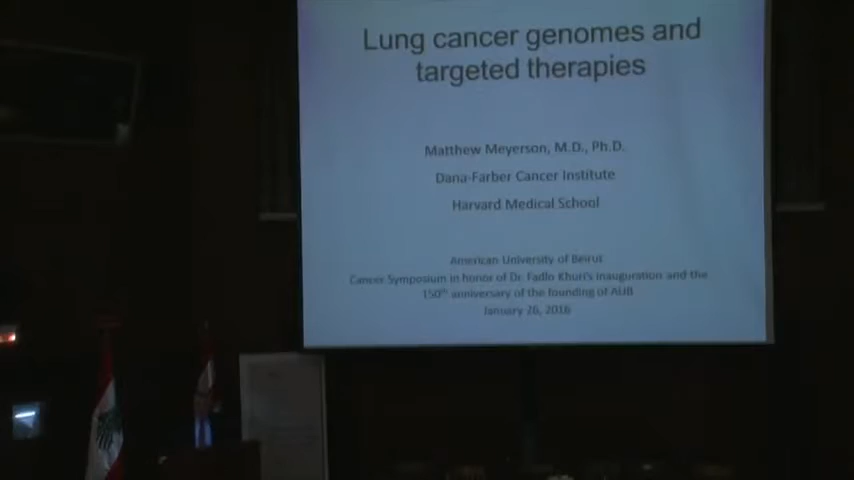 Lung cancer genomes and
targeted therapies
Matthew Meyerson, M.D., Ph.D.
Dana-Farber Cancer Institute
Harvard Medical School
American University of Beirut
Cancer Symposium in honor of Dr. Fadlo Khuri's inauguration and the
150th anniversary of the founding of AUB
January 26, 2016